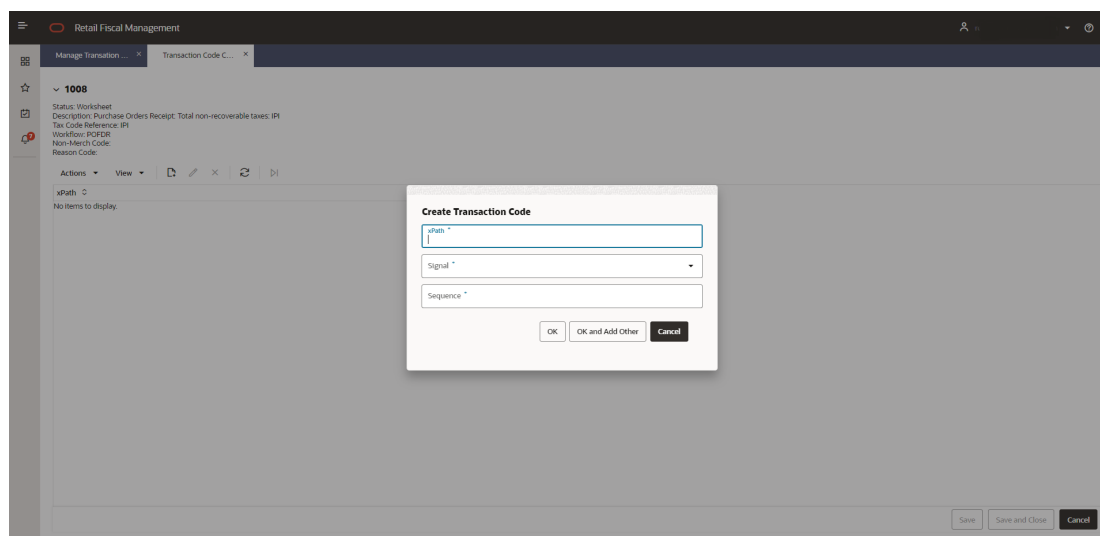 Retail Fiscal Management
Manage Transation ... ×
Transaction Code C... ×
1008
Status: Worksheet
Description: Purchase Orders Receipt: Total non-recoverable taxes: IPI
Tax Code Reference: IPI
Workflow: POFDR
Non-Merch Code:
Reason Code:
Actions View
xPath
No items to display.
Create Transaction Code
xPath *
Signal *
Sequence *
OK OK and Add Other Cancel
Save Save and Close Cancel